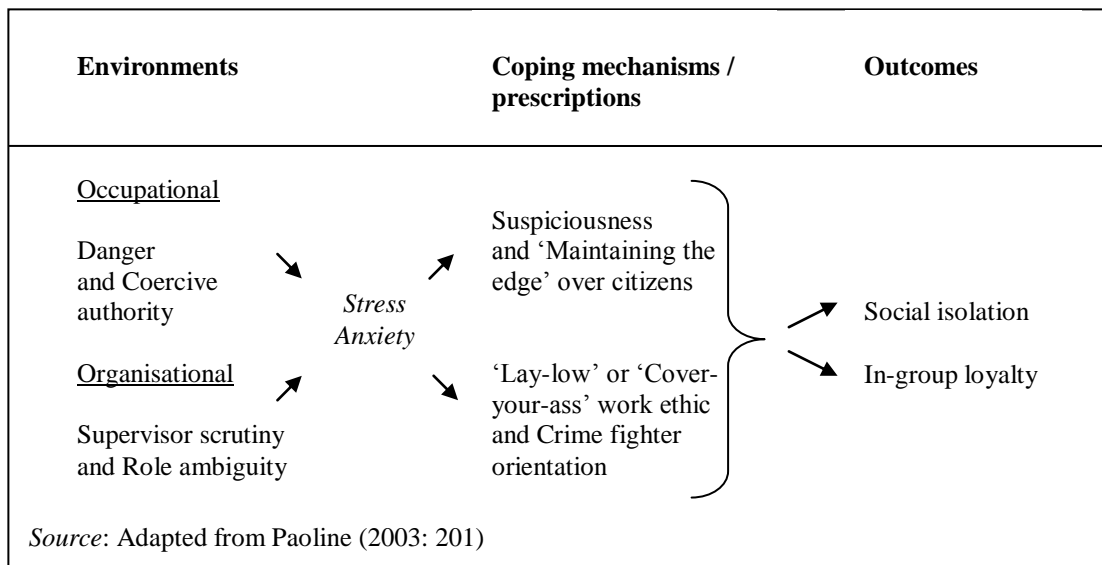 Environments
Coping mechanisms /
prescriptions
Outcomes
Occupational
Danger
and Coercive
authority
Organisational
Supervisor scrutiny
and Role ambiguity
Stress
Anxiety
Suspiciousness
and ‘Maintaining the
edge’ over citizens
‘Lay-low’ or ‘Cover-
your-ass’ work ethic
and Crime fighter
orientation
Social isolation
In-group loyalty
Source: Adapted from Paoline (2003: 201)